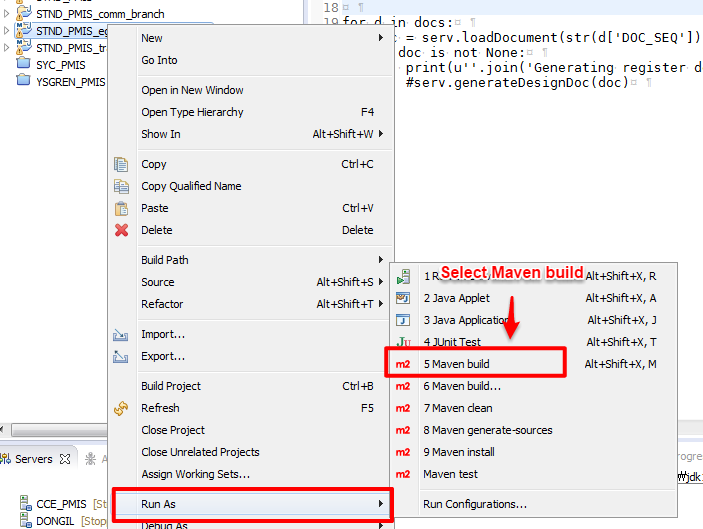 STND_PMIS_comm_branch
STND_PMIS_eg
STND_PMIS_tr
SYC_PMIS
YSGREN_PMIS
18
19 for d in docs:
= serv.loadDocument(str(d['DOC_SEQ'])
doc is not None:
print(u''.join('Generating register d
#serv.generateDesignDoc(doc)
New
Go Into
Open in New Window
Open Type Hierarchy F4
Show In Alt+Shift+W
Copy Ctrl+C
Copy Qualified Name
Paste Ctrl+V
Delete Delete
Build Path
Source Alt+Shift+S
Refactor Alt+Shift+T
Import...
Export...
Build Project Ctrl+B
Refresh F5
Close Project
Close Unrelated Projects
Assign Working Sets...
Run As
Debug As
Select Maven build
1 R Alt+Shift+X, R
2 Java Applet Alt+Shift+X, A
3 Java Application Alt+Shift+X, J
4 JUnit Test Alt+Shift+X, T
m2 5 Maven build Alt+Shift+X, M
m2 6 Maven build...
m2 7 Maven clean
m2 8 Maven generate-sources
m2 9 Maven install
m2 Maven test
Run Configurations...
Servers
CCE_PMIS [St
DONGIL [Stop
rogre
₩jdk1